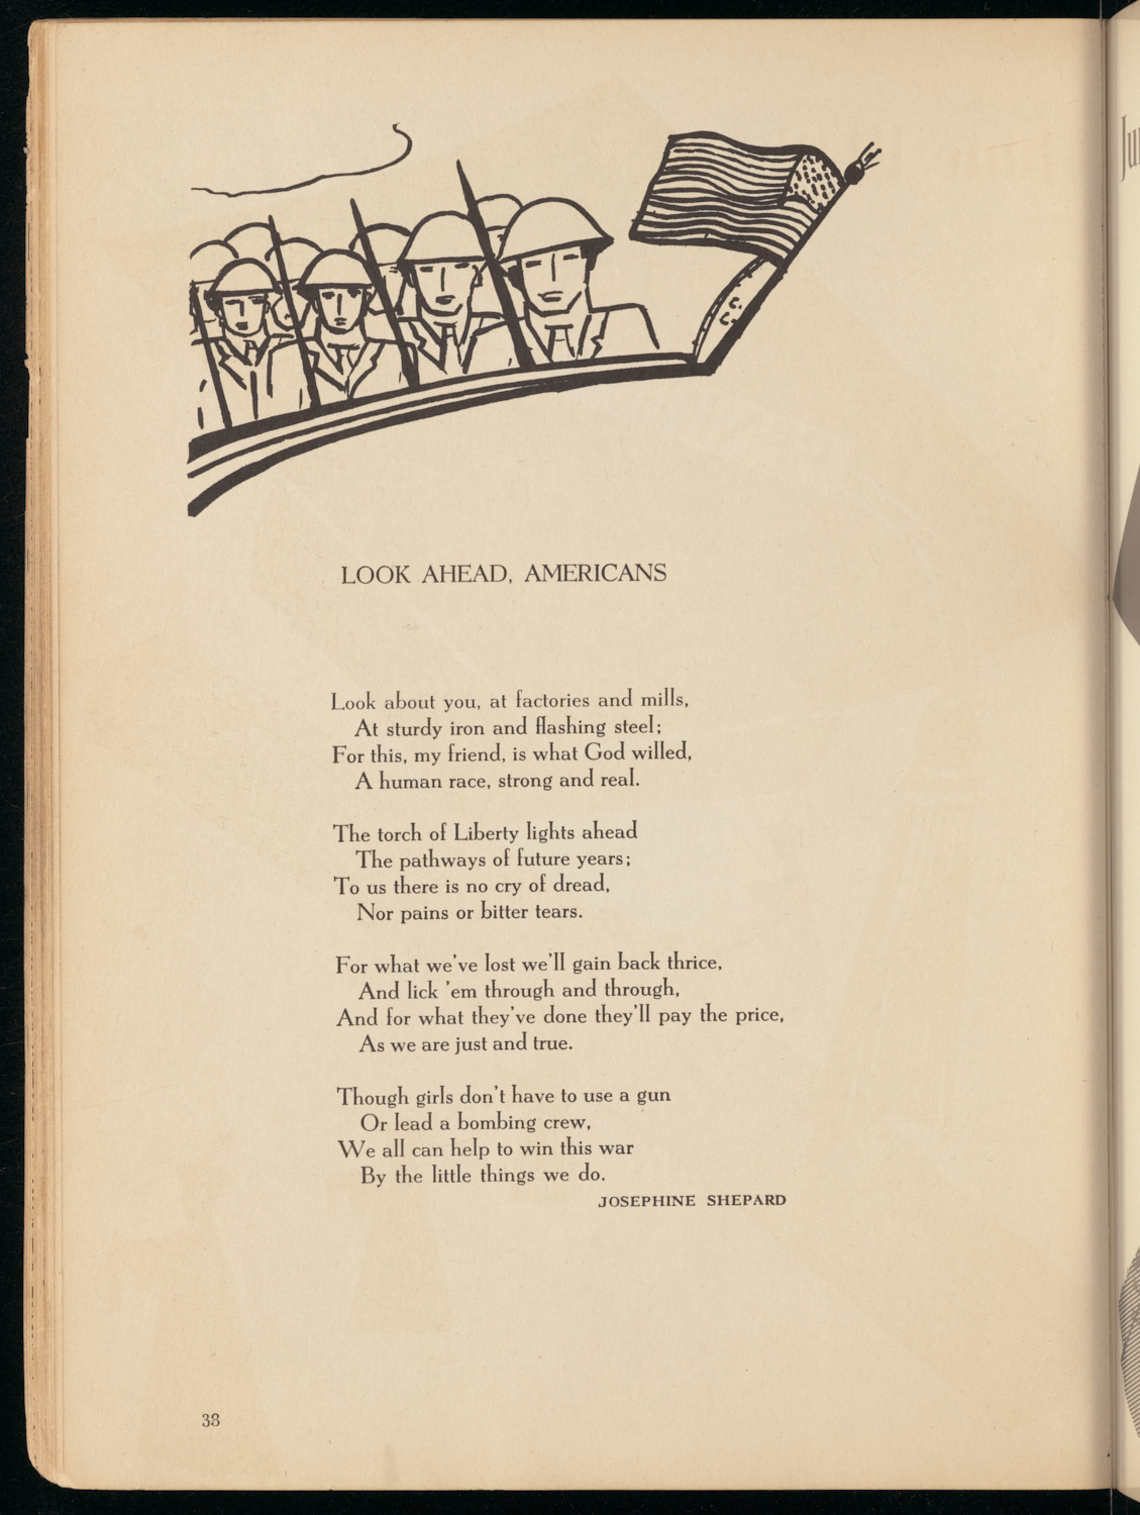 LOOK AHEAD, AMERICANS
Look about you, at factories and mills,
At sturdy iron and flashing steel;
For this, my friend, is what God willed,
A human race, strong and real.
The torch of Liberty lights ahead
The pathways of future years;
To us there is no cry of dread,
Nor pains or bitter tears.
For what we've lost we'll gain back thrice,
And lick 'em through and through,
And for what they've done they'll pay the price,
As we are just and true.
Though girls don't have to use a gun
Or lead a bombing crew,
We all can help to win this war
By the little things we do.
JOSEPHINE SHEPARD
38